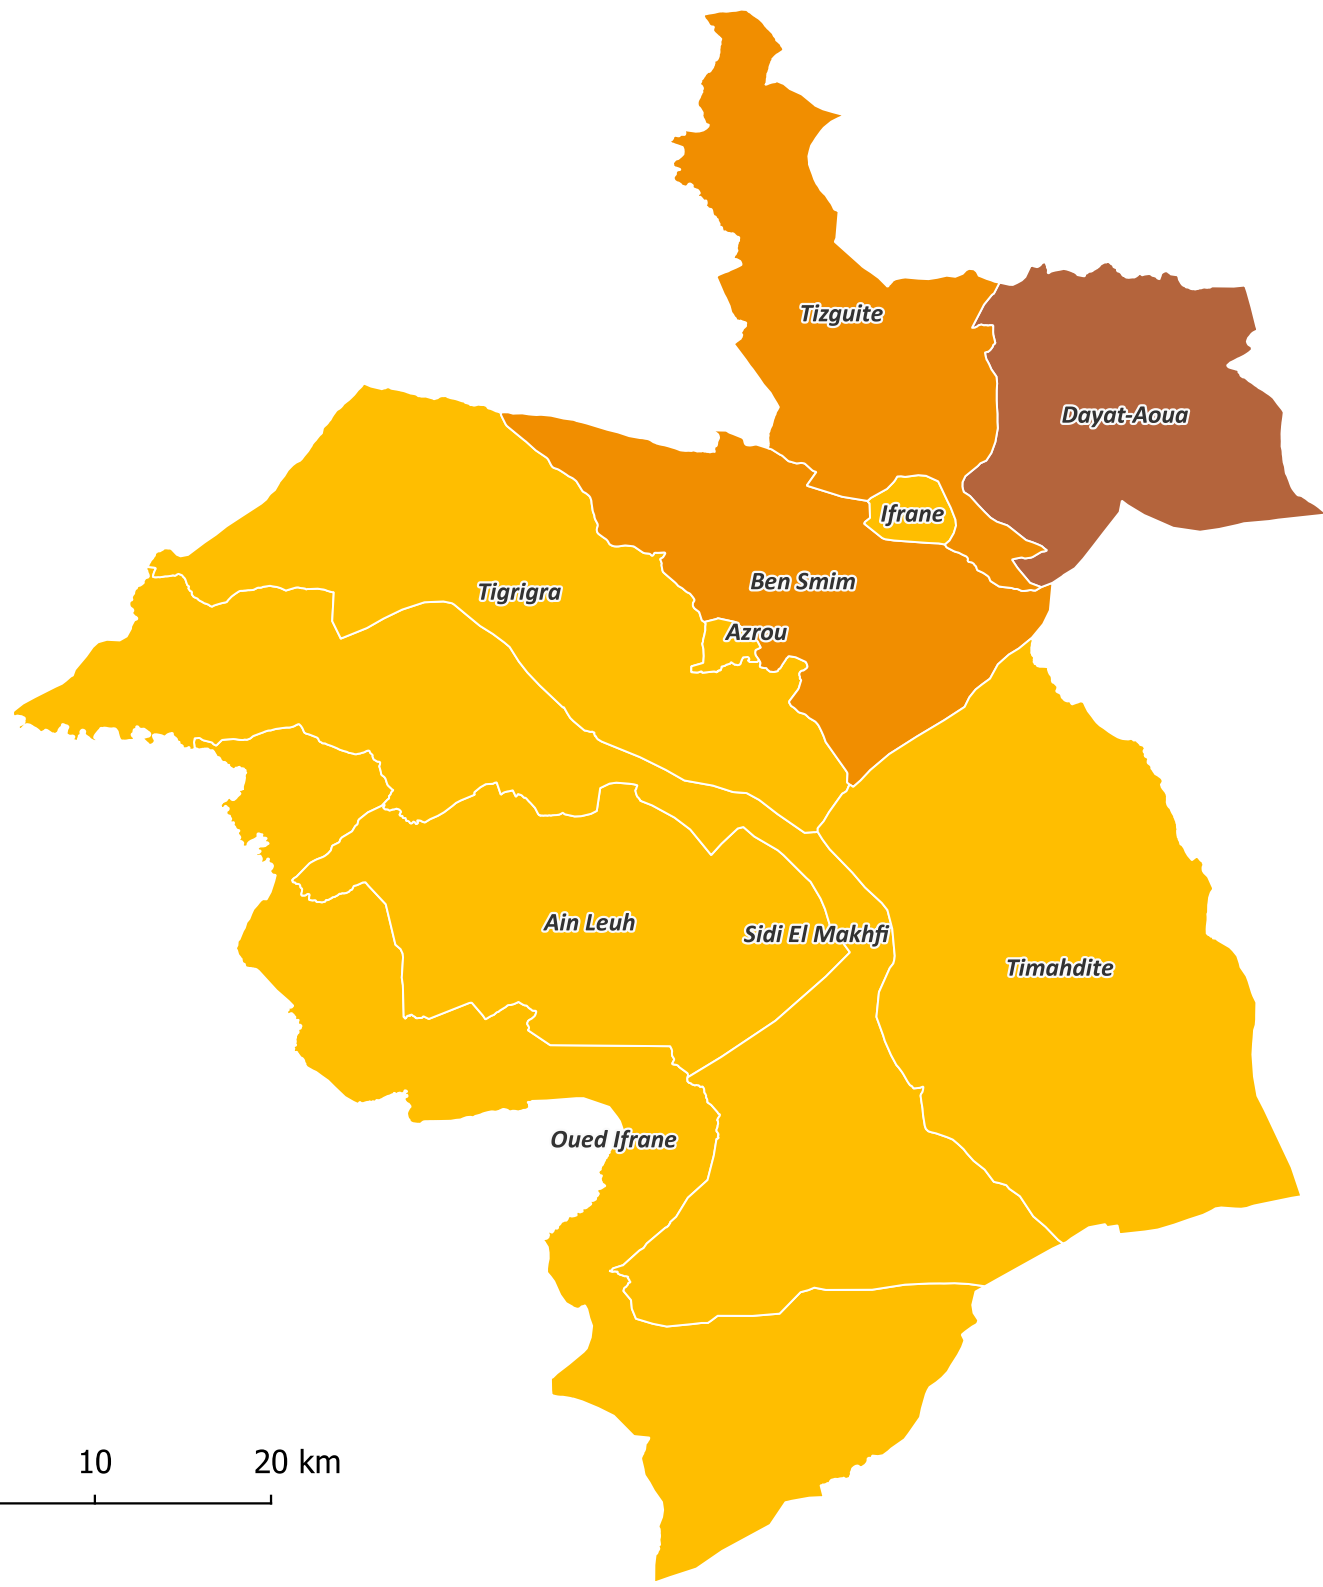 Tizguite
Dayat-Aoua
Ifrane
Ben Smim
Tigrigra
Azrou
Ain Leuh
Sidi El Makhfi
Timahdite
Oued Ifrane
10
20 km